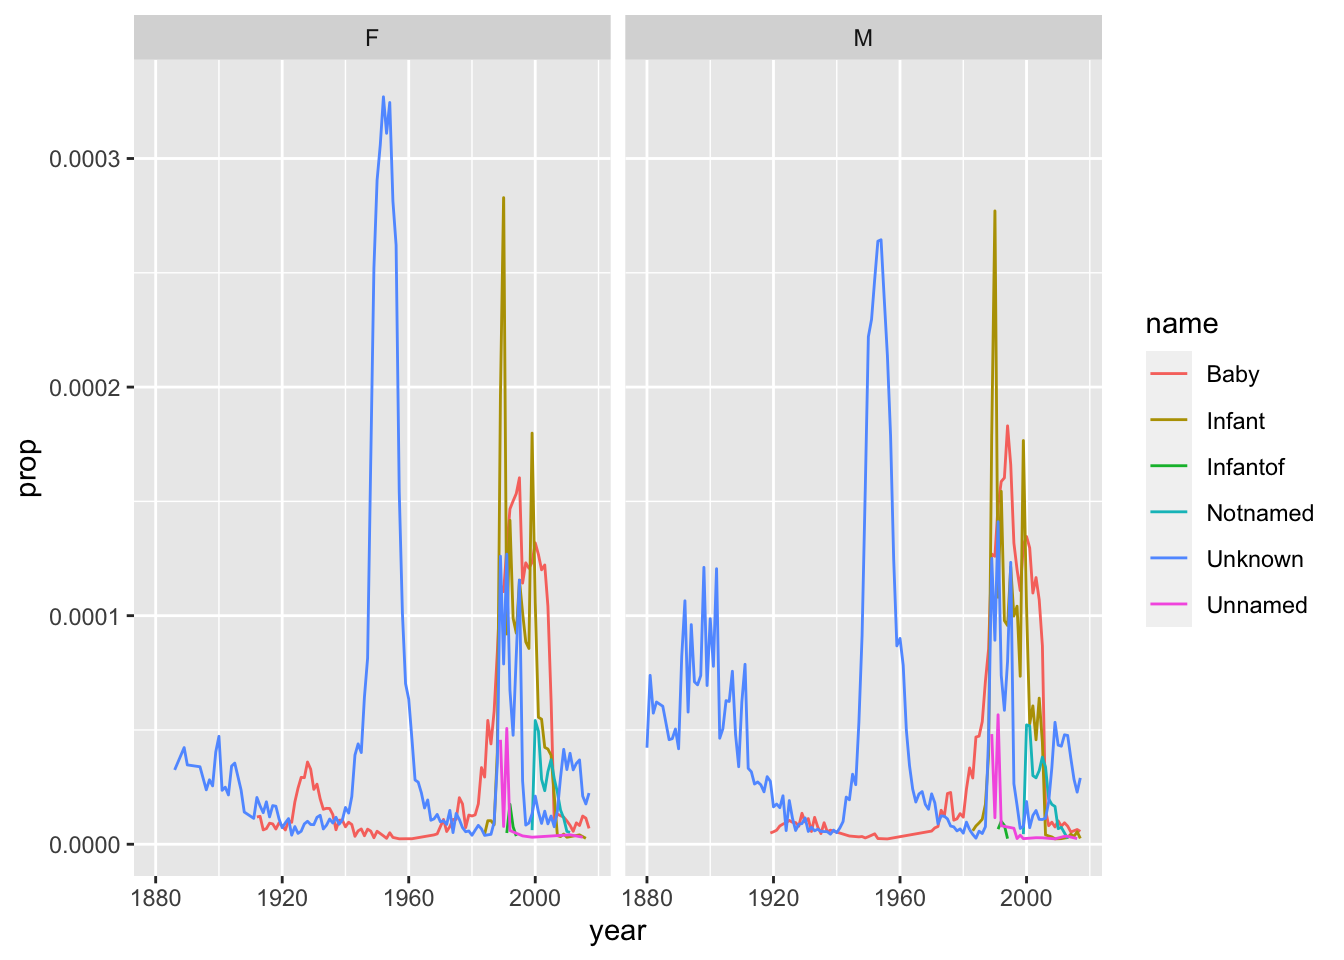 F
M
0.0003
0.0002
0.0001
0.0000
prop
1880
1920
1960
2000
1880
1920
1960
2000
year
name
Baby
Infant
Infantof
Notnamed
Unknown
Unnamed